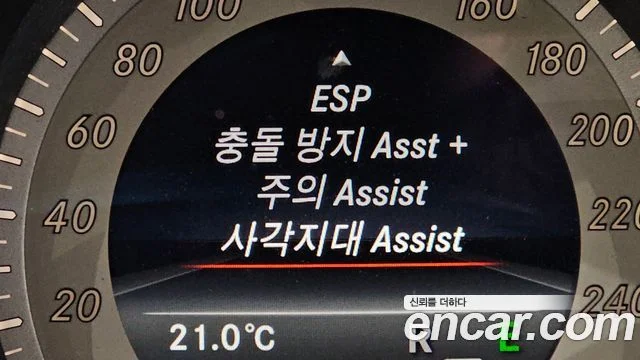 100
160
80
180
60
200
40
220
20
240
ESP
충돌 방지 Asst +
주의 Assist
사각지대 Assist
21.0°C
R
E
신뢰를 더하다
encar.com